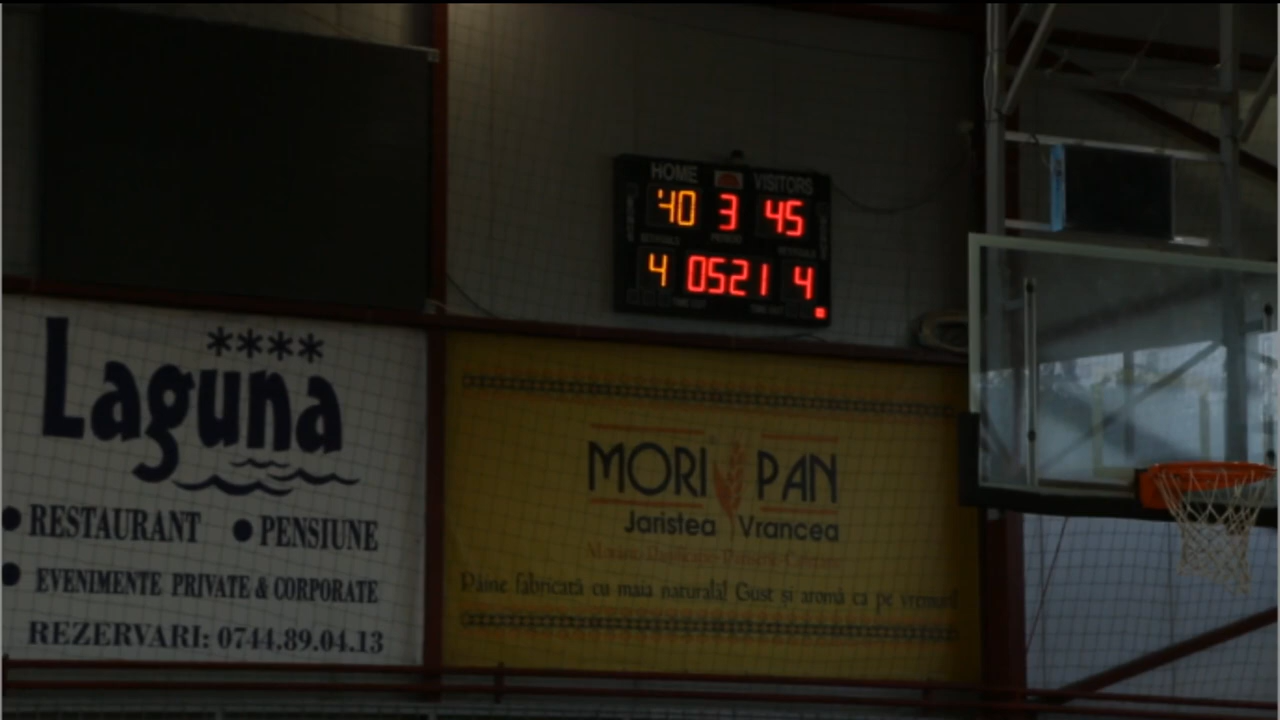 HOME VISITORS
40 3 45
4 0521 4
****
Laguna
● RESTAURANT ● PENSIUNE
● EVENIMENTE PRIVATE & CORPORATE
REZERVARI: 0744.89.04.13
MORI PAN
Jaristea Vrancea
Pâine fabricată cu maia naturala! Gust și aromă ca pe vremuri!